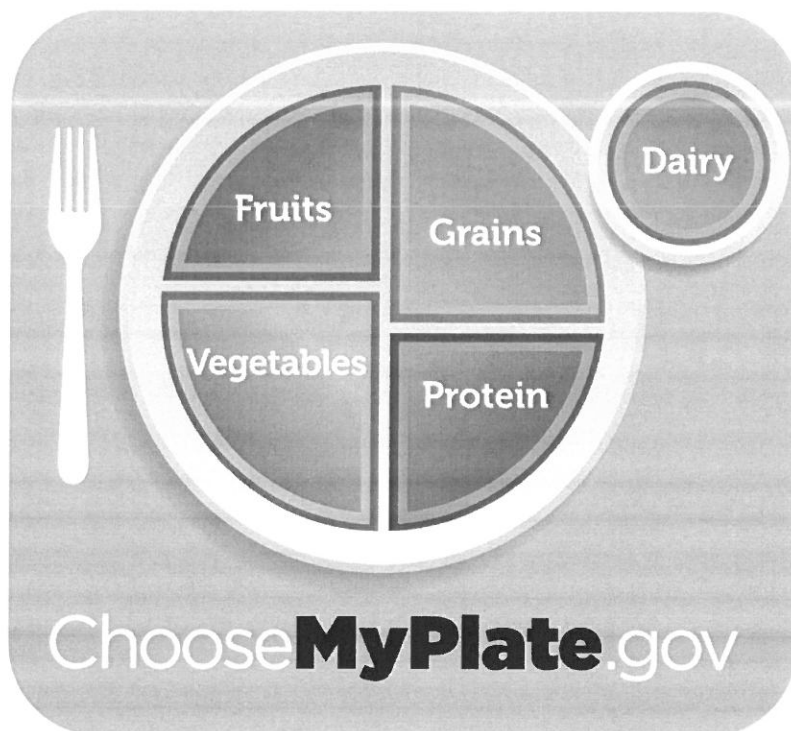 Fruits
Grains
Dairy
Vegetables
Protein
ChooseMyPlate.gov